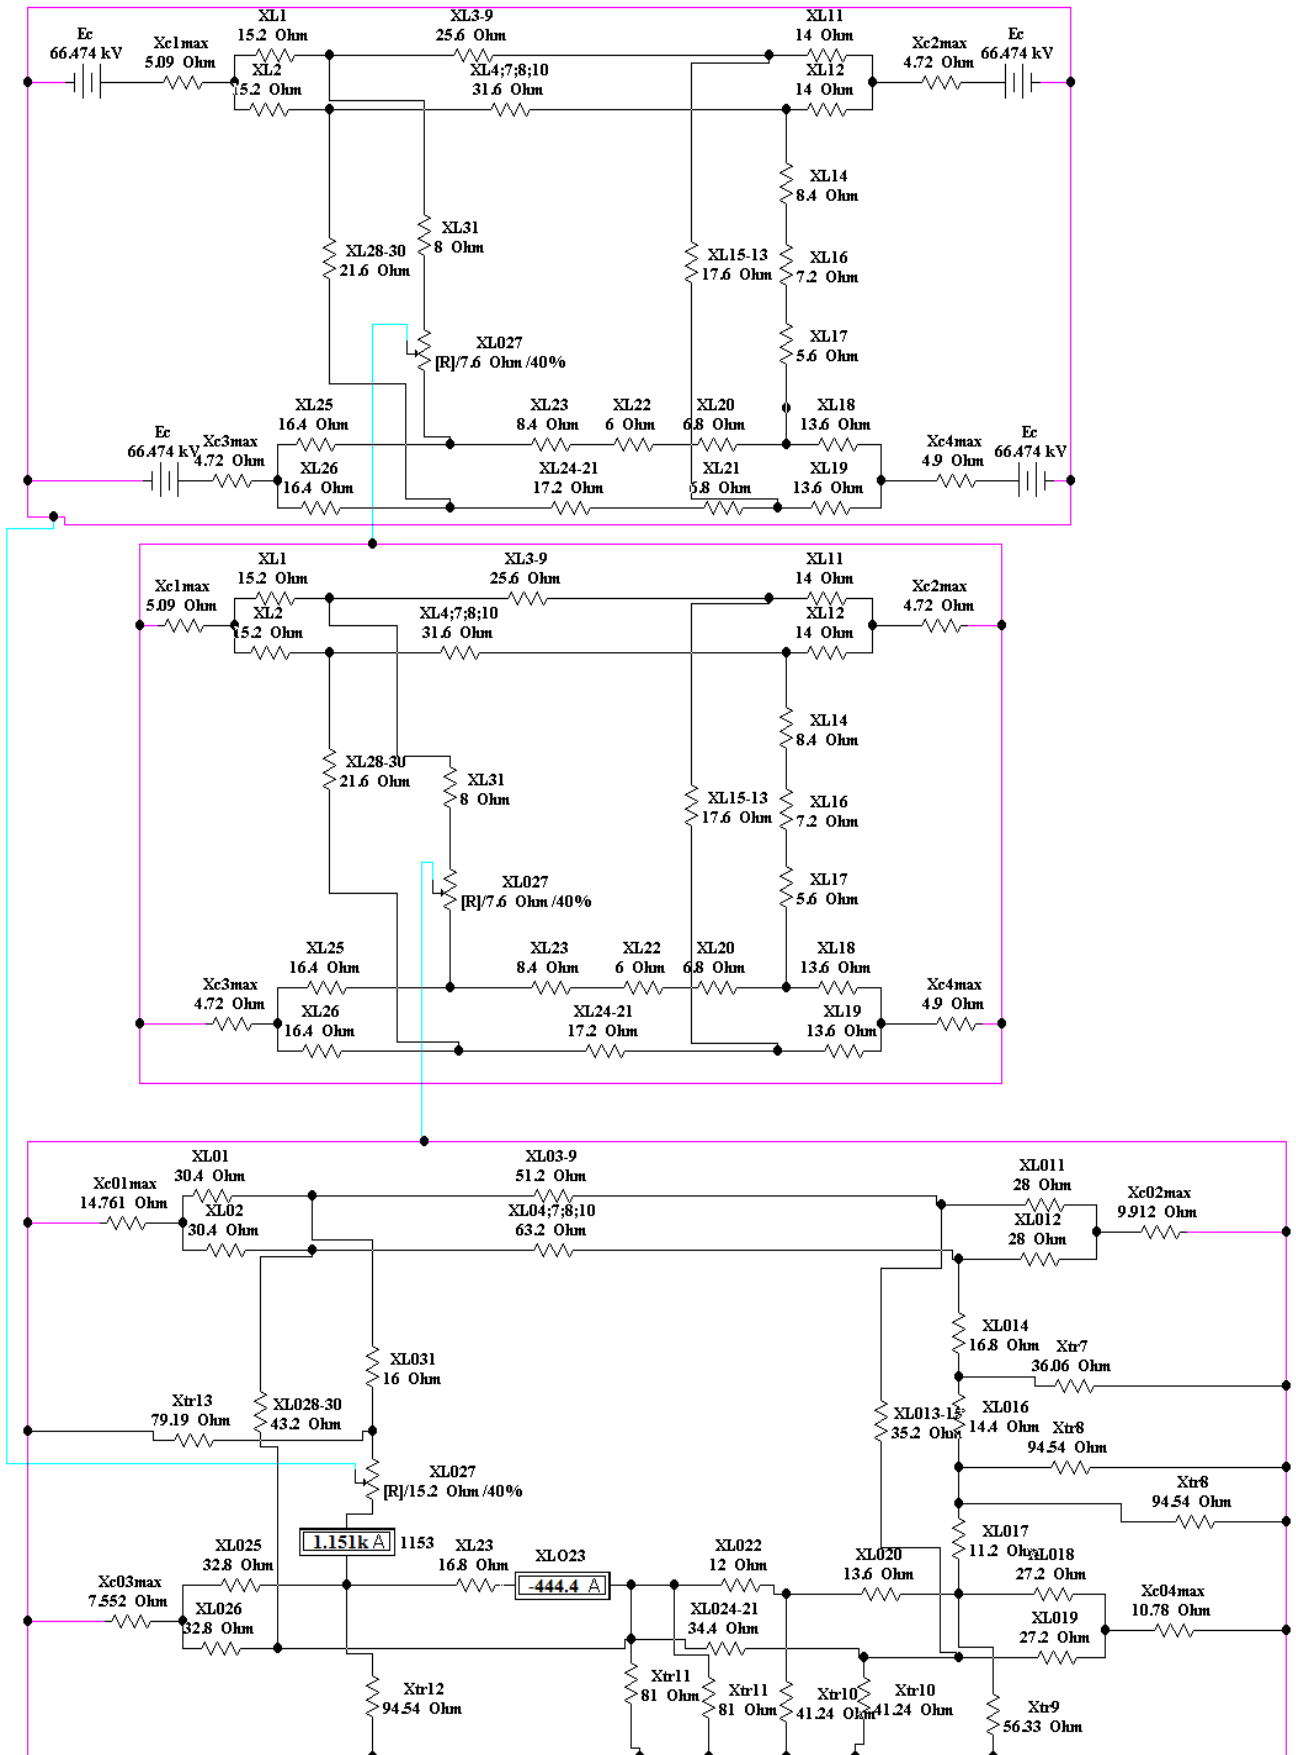 XL1
15.2 Ohm
XL3-9
25.6 Ohm
XL11
14 Ohm
Ec
66.474 kV
Xc1max
5.09 Ohm
XL2
15.2 Ohm
XL4;7;8;10
31.6 Ohm
XL12
14 Ohm
Xc2max
4.72 Ohm
Ec
66.474 kV
XL14
8.4 Ohm
XL31
8 Ohm
XL28-30
21.6 Ohm
XL15-13
17.6 Ohm
XL16
7.2 Ohm
XL027
[R]/7.6 Ohm /40%
XL17
5.6 Ohm
XL25
16.4 Ohm
XL23
8.4 Ohm
XL22
6 Ohm
XL20
6.8 Ohm
XL18
13.6 Ohm
Ec
66.474 kV
Xc3max
4.72 Ohm
XL26
16.4 Ohm
XL24-21
17.2 Ohm
XL21
6.8 Ohm
XL19
13.6 Ohm
Xc4max
4.9 Ohm
Ec
66.474 kV
XL1
15.2 Ohm
XL3-9
25.6 Ohm
XL11
14 Ohm
Xc1max
5.09 Ohm
XL2
15.2 Ohm
XL4;7;8;10
31.6 Ohm
XL12
14 Ohm
Xc2max
4.72 Ohm
XL14
8.4 Ohm
XL28-30
21.6 Ohm
XL31
8 Ohm
XL15-13
17.6 Ohm
XL16
7.2 Ohm
XL027
[R]/7.6 Ohm /40%
XL17
5.6 Ohm
XL25
16.4 Ohm
XL23
8.4 Ohm
XL22
6 Ohm
XL20
6.8 Ohm
XL18
13.6 Ohm
Xc3max
4.72 Ohm
XL26
16.4 Ohm
XL24-21
17.2 Ohm
XL19
13.6 Ohm
Xc4max
4.9 Ohm
XL01
30.4 Ohm
XL03-9
51.2 Ohm
XL011
28 Ohm
Xc01max
14.761 Ohm
XL02
30.4 Ohm
XL04;7;8;10
63.2 Ohm
XL012
28 Ohm
Xc02max
9.912 Ohm
XL014
16.8 Ohm
Xtr7
36.06 Ohm
XL031
16 Ohm
Xtr13
79.19 Ohm
XL028-30
43.2 Ohm
XL013-15
35.2 Ohm
XL016
14.4 Ohm
Xtr8
94.54 Ohm
XL027
[R]/15.2 Ohm /40%
Xtr8
94.54 Ohm
1.151k A
1153
XL017
11.2 Ohm
XL025
32.8 Ohm
XL23
16.8 Ohm
XLO23
-444.4 A
XL022
12 Ohm
XL020
13.6 Ohm
XL018
27.2 Ohm
Xc03max
7.552 Ohm
XL026
32.8 Ohm
XL024-21
34.4 Ohm
XL019
27.2 Ohm
Xc04max
10.78 Ohm
Xtr12
94.54 Ohm
Xtr11
81 Ohm
Xtr11
81 Ohm
Xtr10
41.24 Ohm
Xtr10
41.24 Ohm
Xtr9
56.33 Ohm